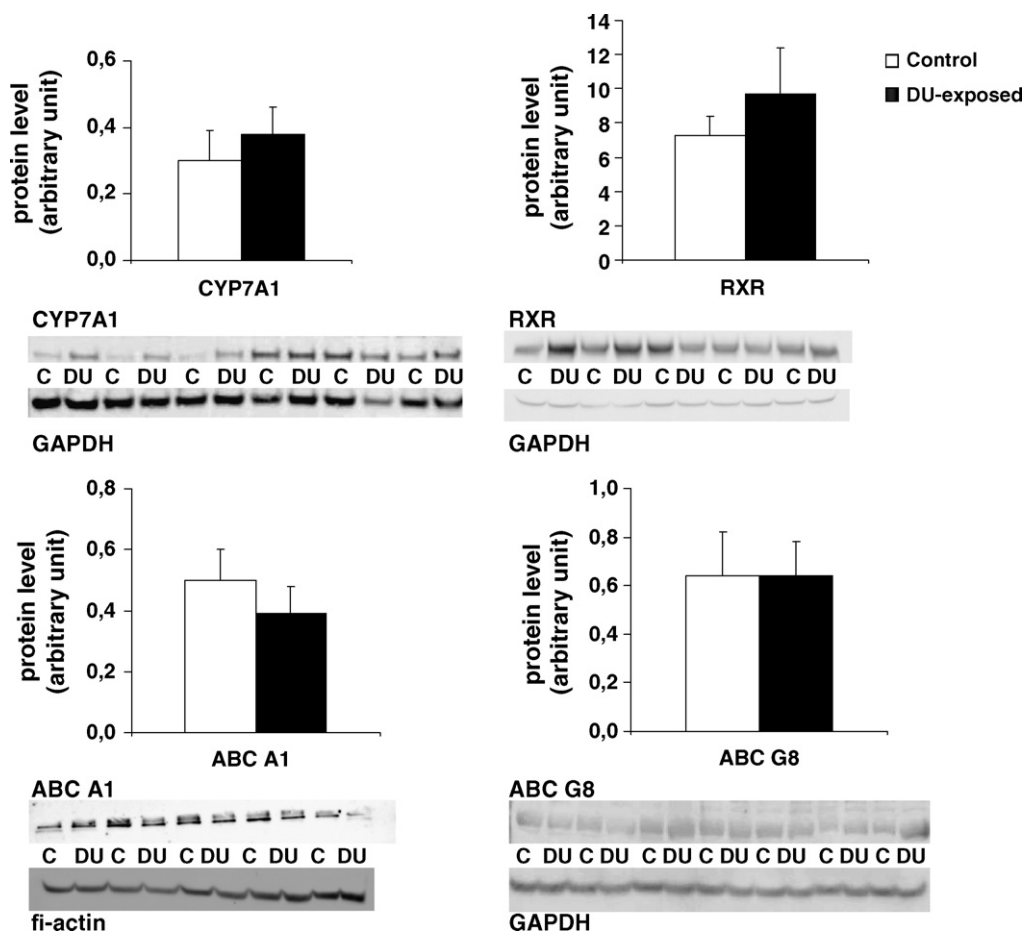 protein level
(arbitrary unit)
0,6
0,4
0,2
0,0
CYP7A1
CYP7A1
C DU C DU C DU C DU C DU C DU
GAPDH
protein level
(arbitrary unit)
14
12
10
8
6
4
2
0
RXR
Control
DU-exposed
RXR
C DU C DU C DU C DU C DU
GAPDH
protein level
(arbitrary unit)
0,8
0,6
0,4
0,2
0,0
ABC A1
ABC A1
C DU C DU C DU C DU C DU
fi-actin
protein level
(arbitrary unit)
1,0
0,8
0,6
0,4
0,2
0,0
ABC G8
ABC G8
C DU C DU C DU C DU C DU C DU C DU
GAPDH